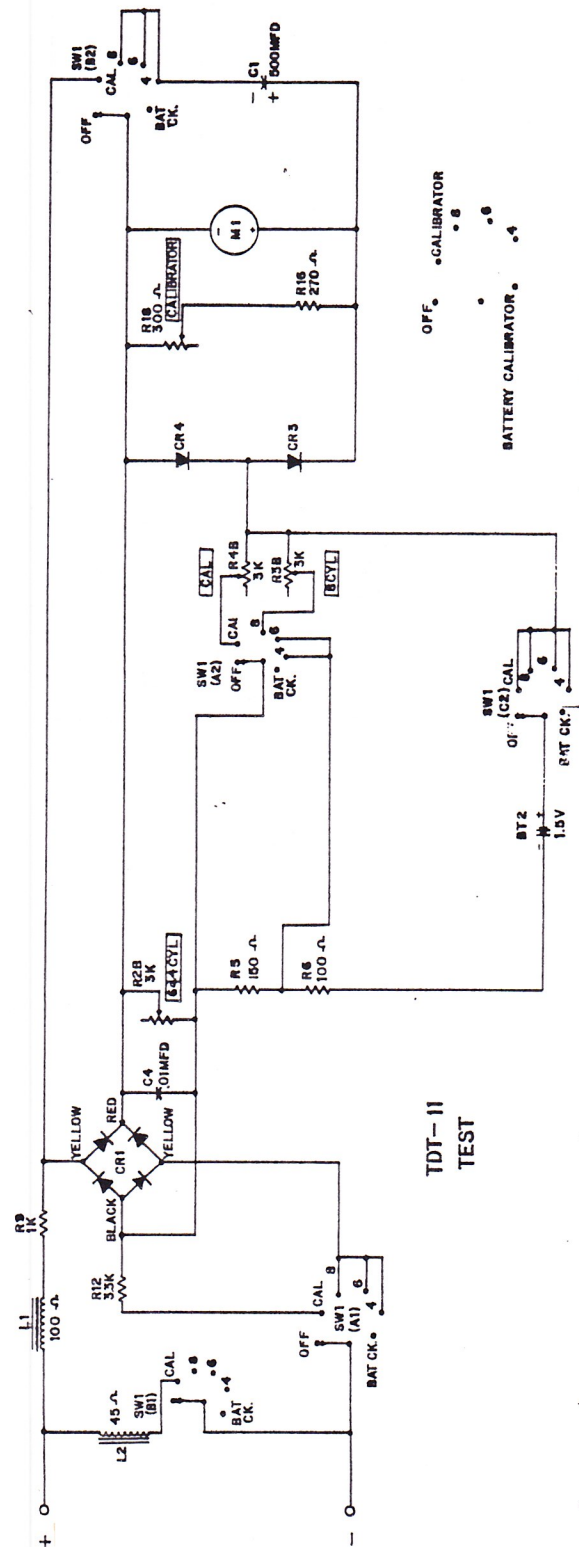 +
L1
100 Ω
R9
1K
L2
45 Ω
SW1
(B1)
CAL
8
6
4
BAT
CK.
−
R12
33K
BLACK
YELLOW
CR1
RED
YELLOW
C4
.01MFD
R2B
3K
6&4CYL
OFF
CAL
8
SW1
(A1)
6
4
BAT CK.
R5
150 Ω
R6
100 Ω
TDT-11
TEST
BT2
− +
1.5V
SW1
(C2)
CAL
8
6
4
BAT CK.
SW1
(A2)
OFF
CAL
8
6
4
BAT
CK.
CAL
R4B
3K
R3B
3K
8CYL
CR4
CR3
R18
300 Ω
CALIBRATOR
R16
270 Ω
−
M1
+
OFF
SW1
(B2)
CAL
8
6
4
BAT
CK.
−
C1
+
500MFD
OFF
CALIBRATOR
8
6
4
BATTERY CALIBRATOR